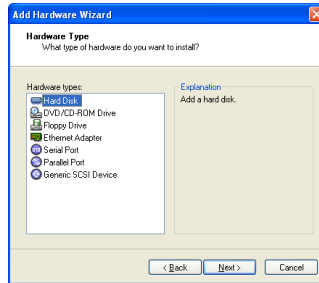 Add Hardware Wizard
Hardware Type
What type of hardware do you want to install?
Hardware types:
Hard Disk
DVD/CD-ROM Drive
Floppy Drive
Ethernet Adapter
Serial Port
Parallel Port
Generic SCSI Device
Explanation
Add a hard disk.
< Back
Next >
Cancel